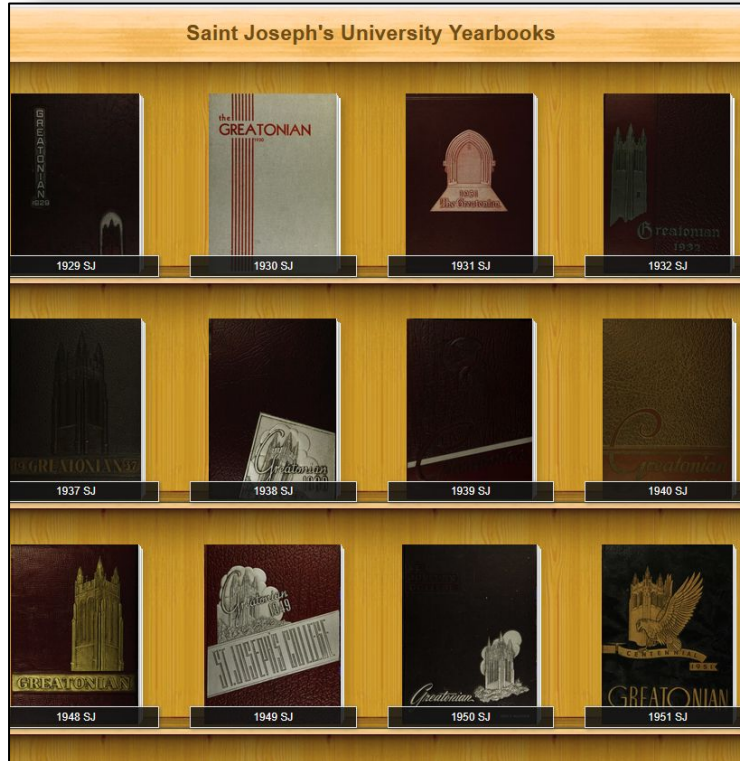 Saint Joseph's University Yearbooks
GREATONIAN
1929
1929 SJ
the
GREATONIAN
1930
1930 SJ
1931
The Greatonian
1931 SJ
Greatonian
1932
1932 SJ
19 GREATONIAN 37
1937 SJ
Greatonian
1938
1938 SJ
1939 SJ
Greatonian
1940 SJ
GREATONIAN
1948 SJ
Greatonian
1949
ST. JOSEPH'S COLLEGE
1949 SJ
Greatonian
1950 SJ
CENTENNIAL
1951
GREATONIAN
1951 SJ